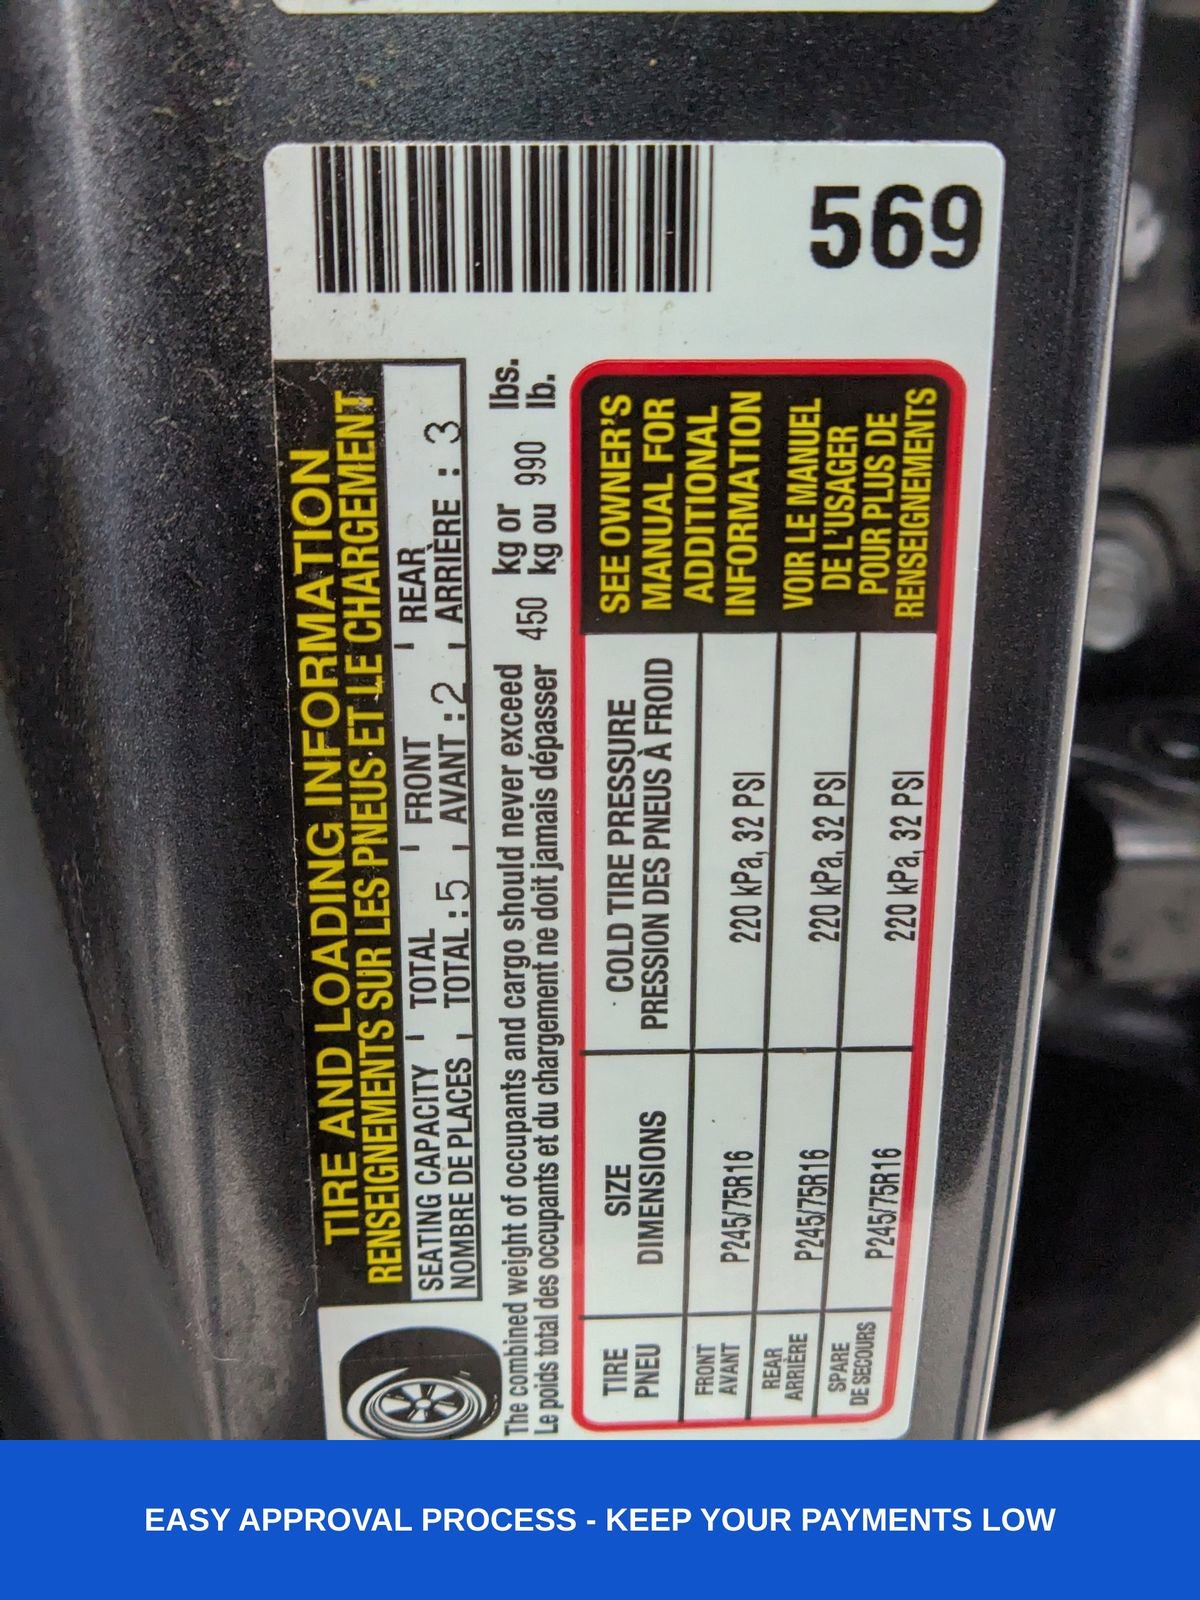 569
TIRE AND LOADING INFORMATION
RENSEIGNEMENTS SUR LES PNEUS ET LE CHARGEMENT
SEATING CAPACITY TOTAL FRONT REAR
NOMBRE DE PLACES TOTAL : 5 AVANT : 2 ARRIÈRE : 3
The combined weight of occupants and cargo should never exceed 450 kg or 990 lbs.
Le poids total des occupants et du chargement ne doit jamais dépasser 450 kg ou 990 lb.
TIRE SIZE COLD TIRE PRESSURE
PNEU DIMENSIONS PRESSION DES PNEUS À FROID
FRONT
AVANT P245/75R16 220 kPa, 32 PSI
REAR
ARRIÈRE P245/75R16 220 kPa, 32 PSI
SPARE
DE SECOURS P245/75R16 220 kPa, 32 PSI
SEE OWNER'S
MANUAL FOR
ADDITIONAL
INFORMATION
VOIR LE MANUEL
DE L'USAGER
POUR PLUS DE
RENSEIGNEMENTS
EASY APPROVAL PROCESS - KEEP YOUR PAYMENTS LOW